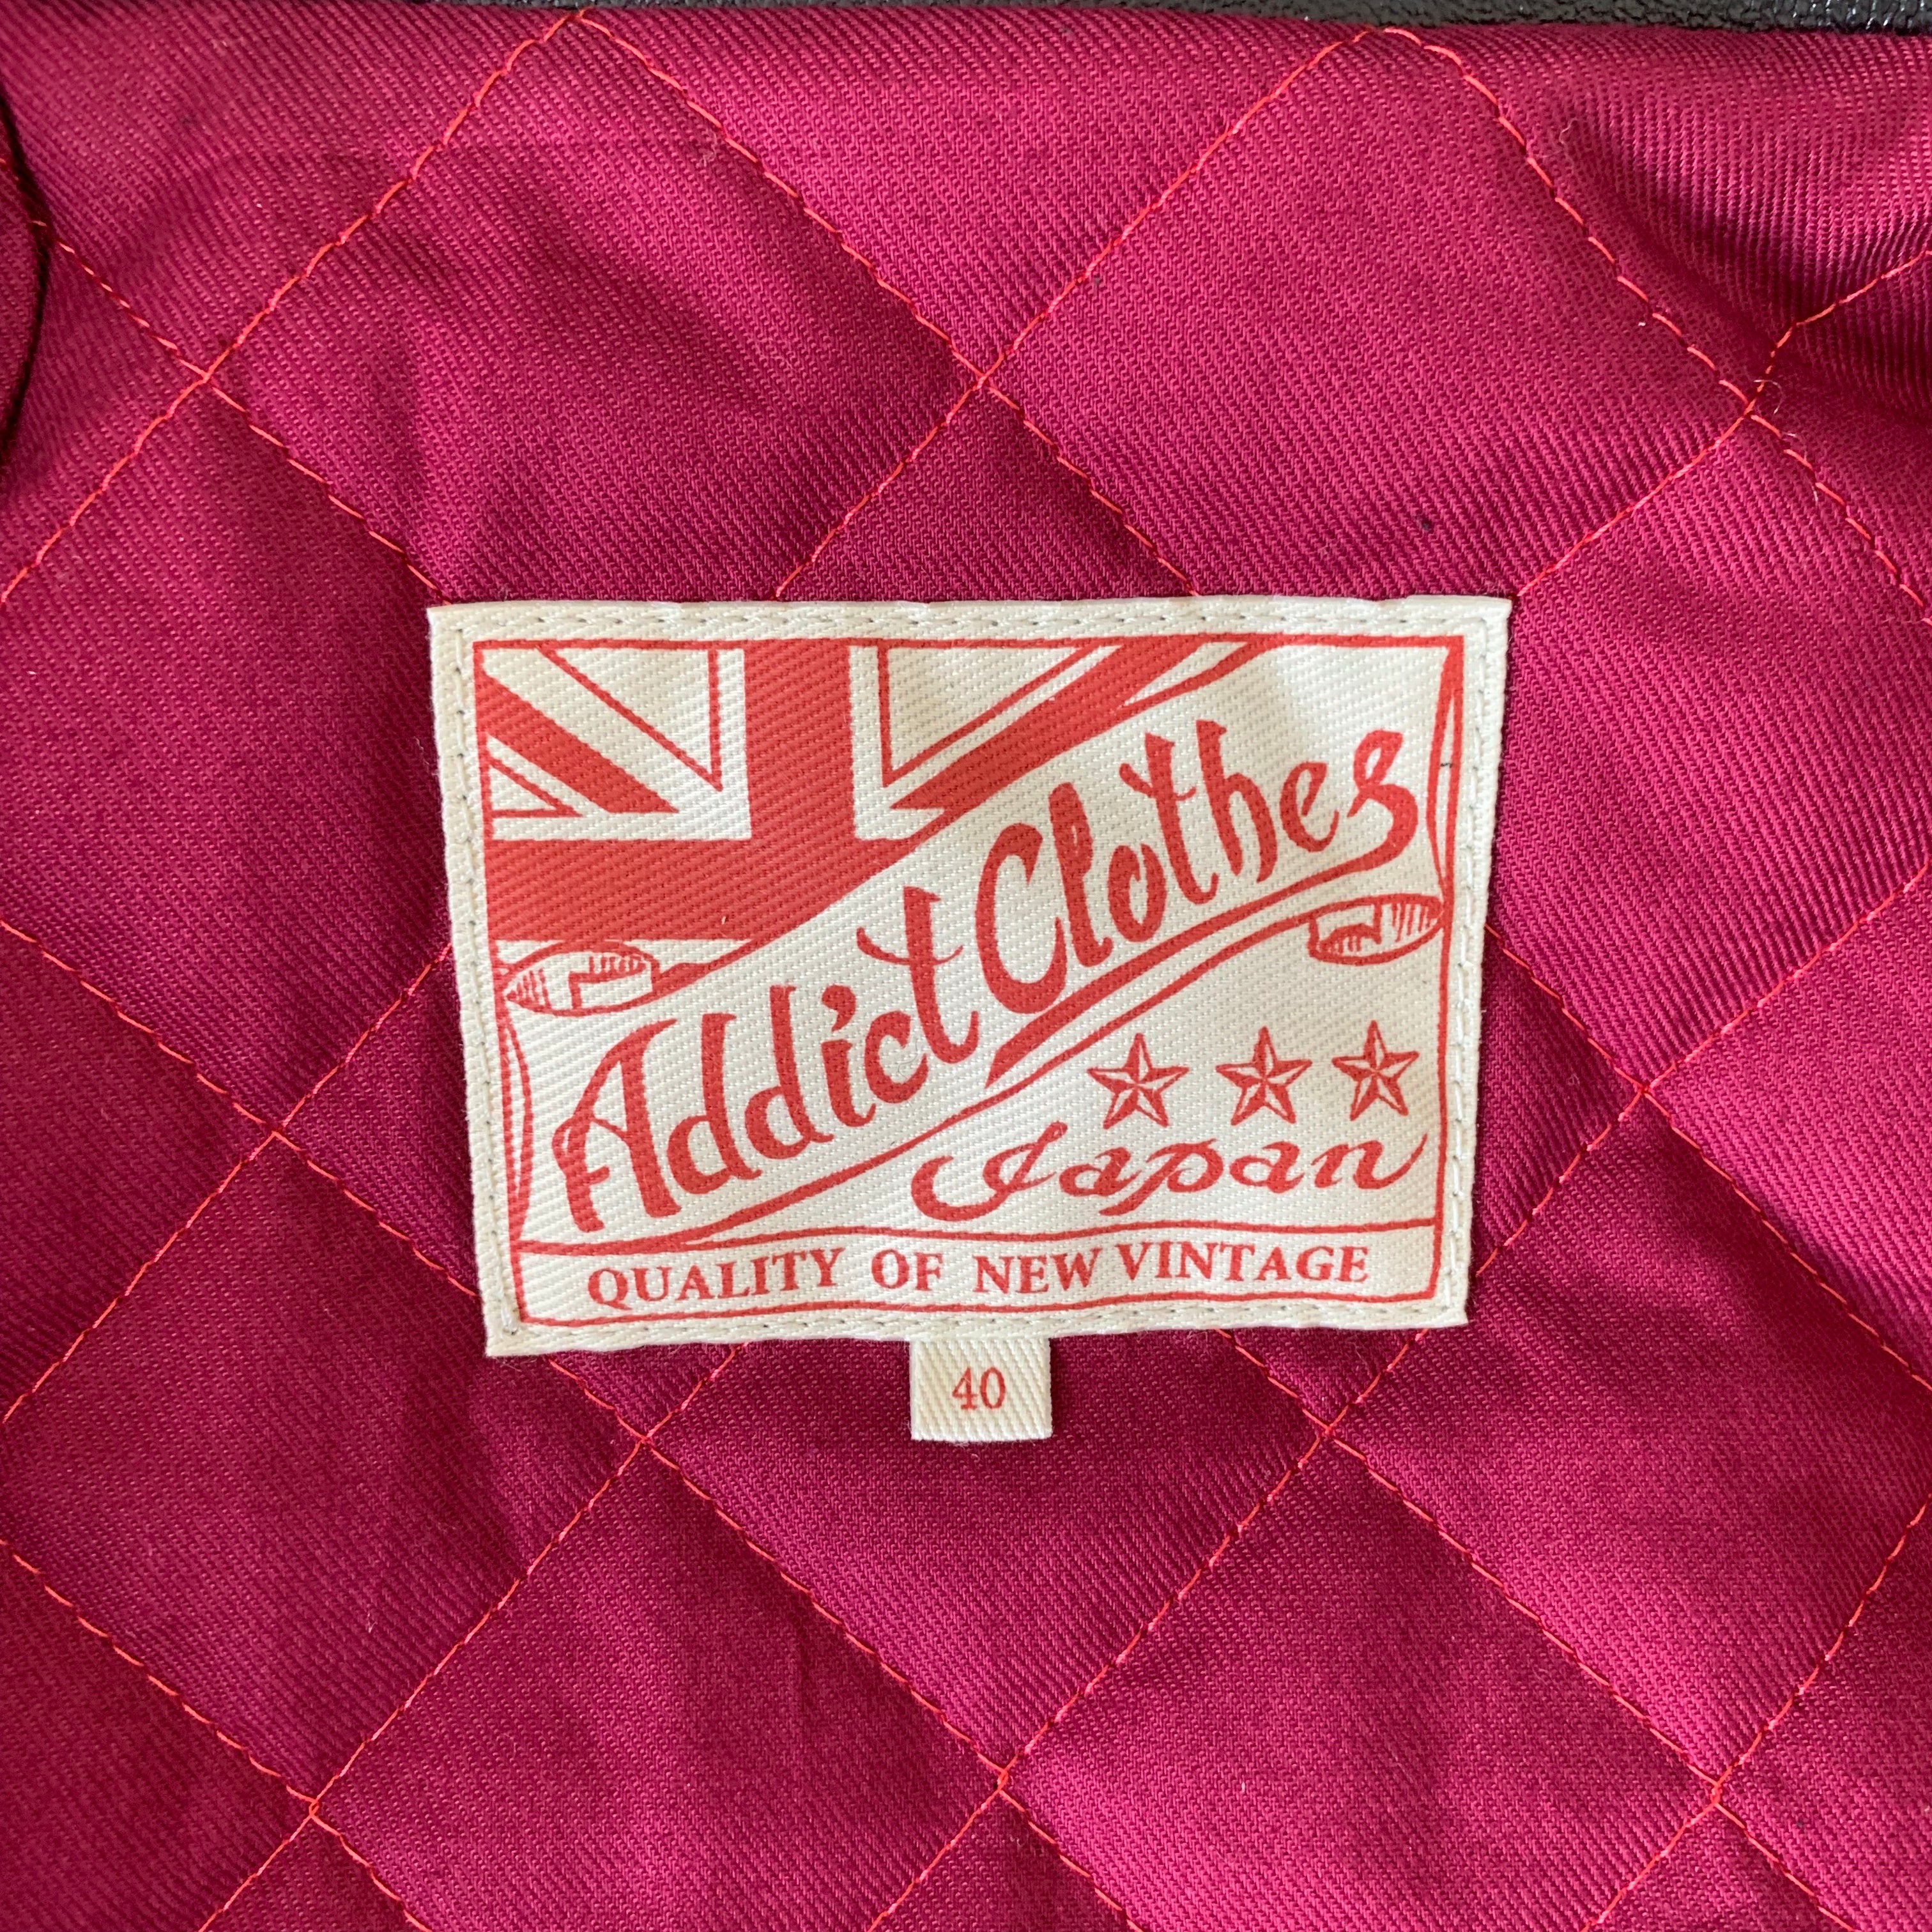 Addict Clothes
Japan
QUALITY OF NEW VINTAGE
40